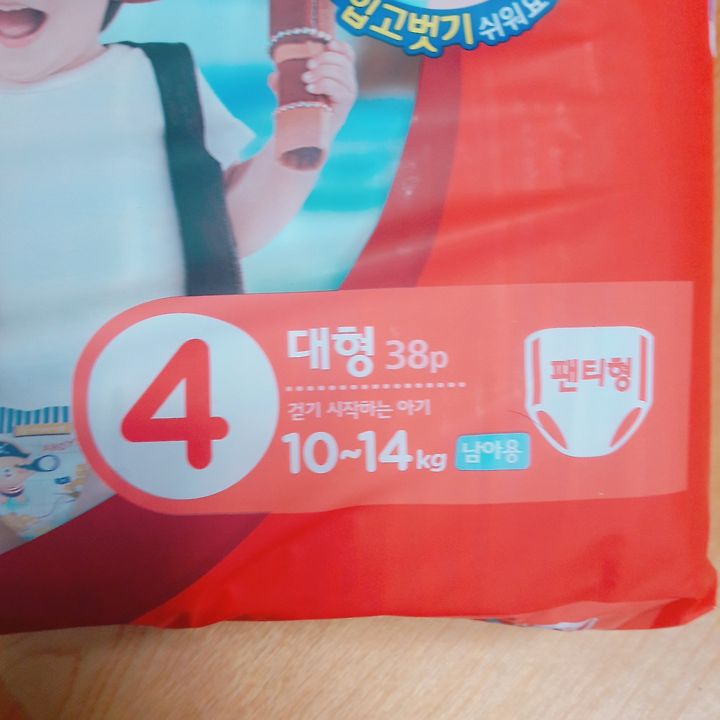 입고벗기 쉬워요
4
대형 38p
걷기 시작하는 아기
10~14kg 남아용
팬티형